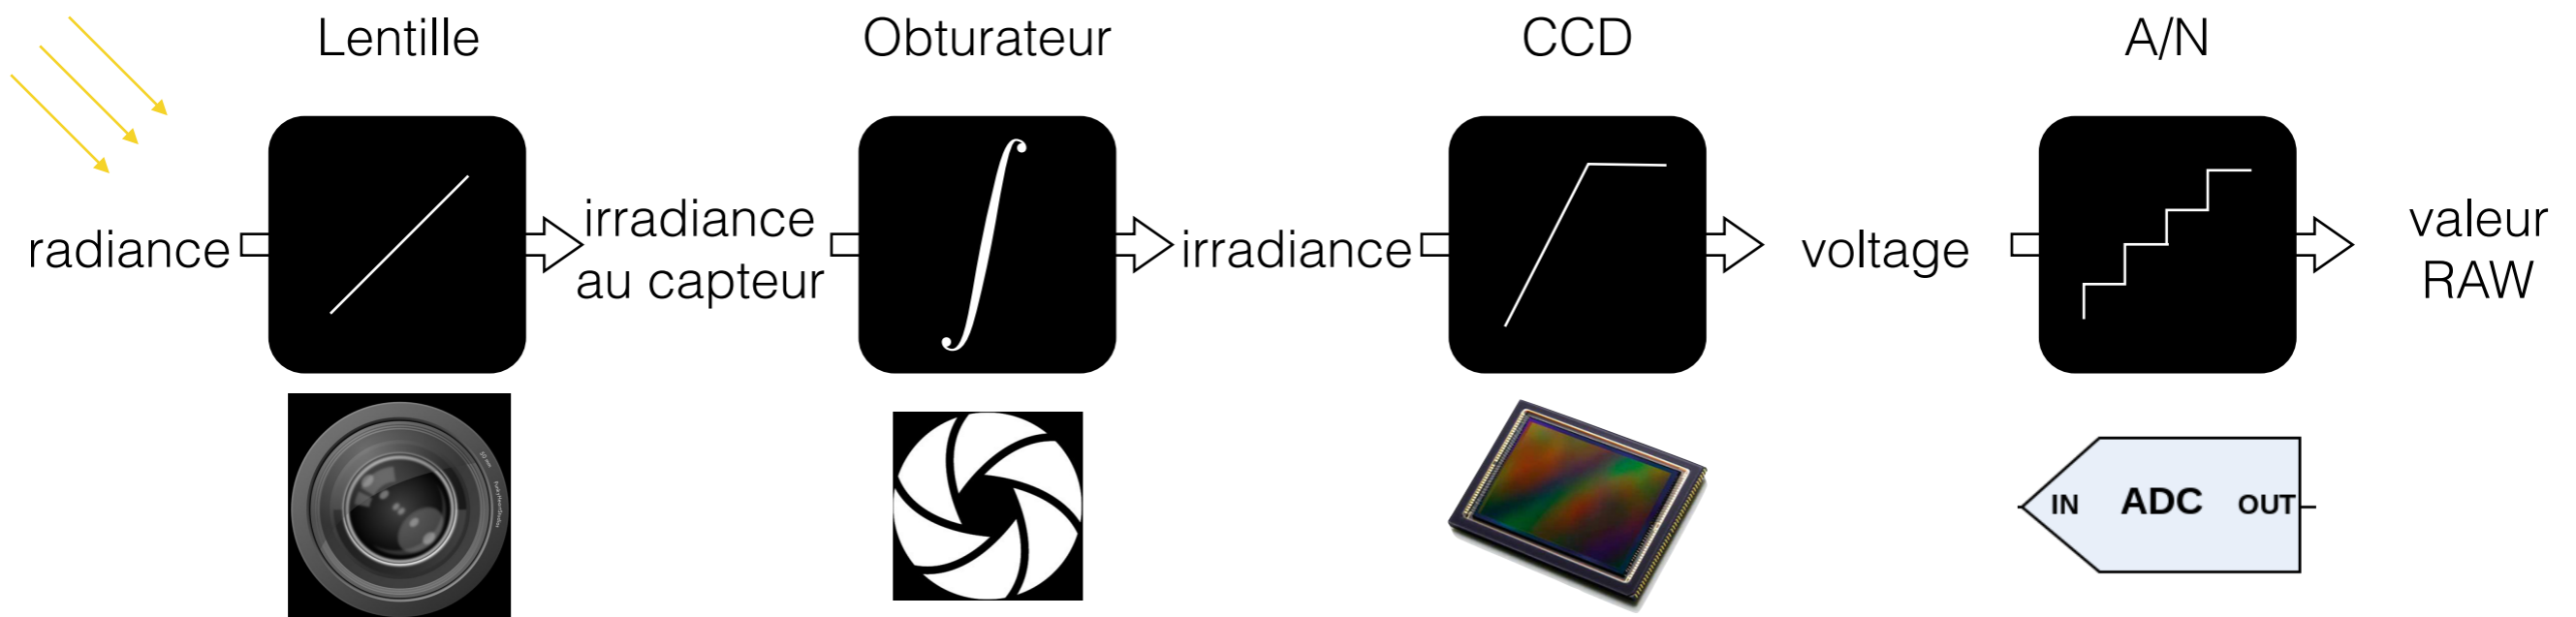 Lentille
Obturateur
CCD
A/N
radiance
irradiance
au capteur
irradiance
voltage
valeur
RAW
IN ADC OUT